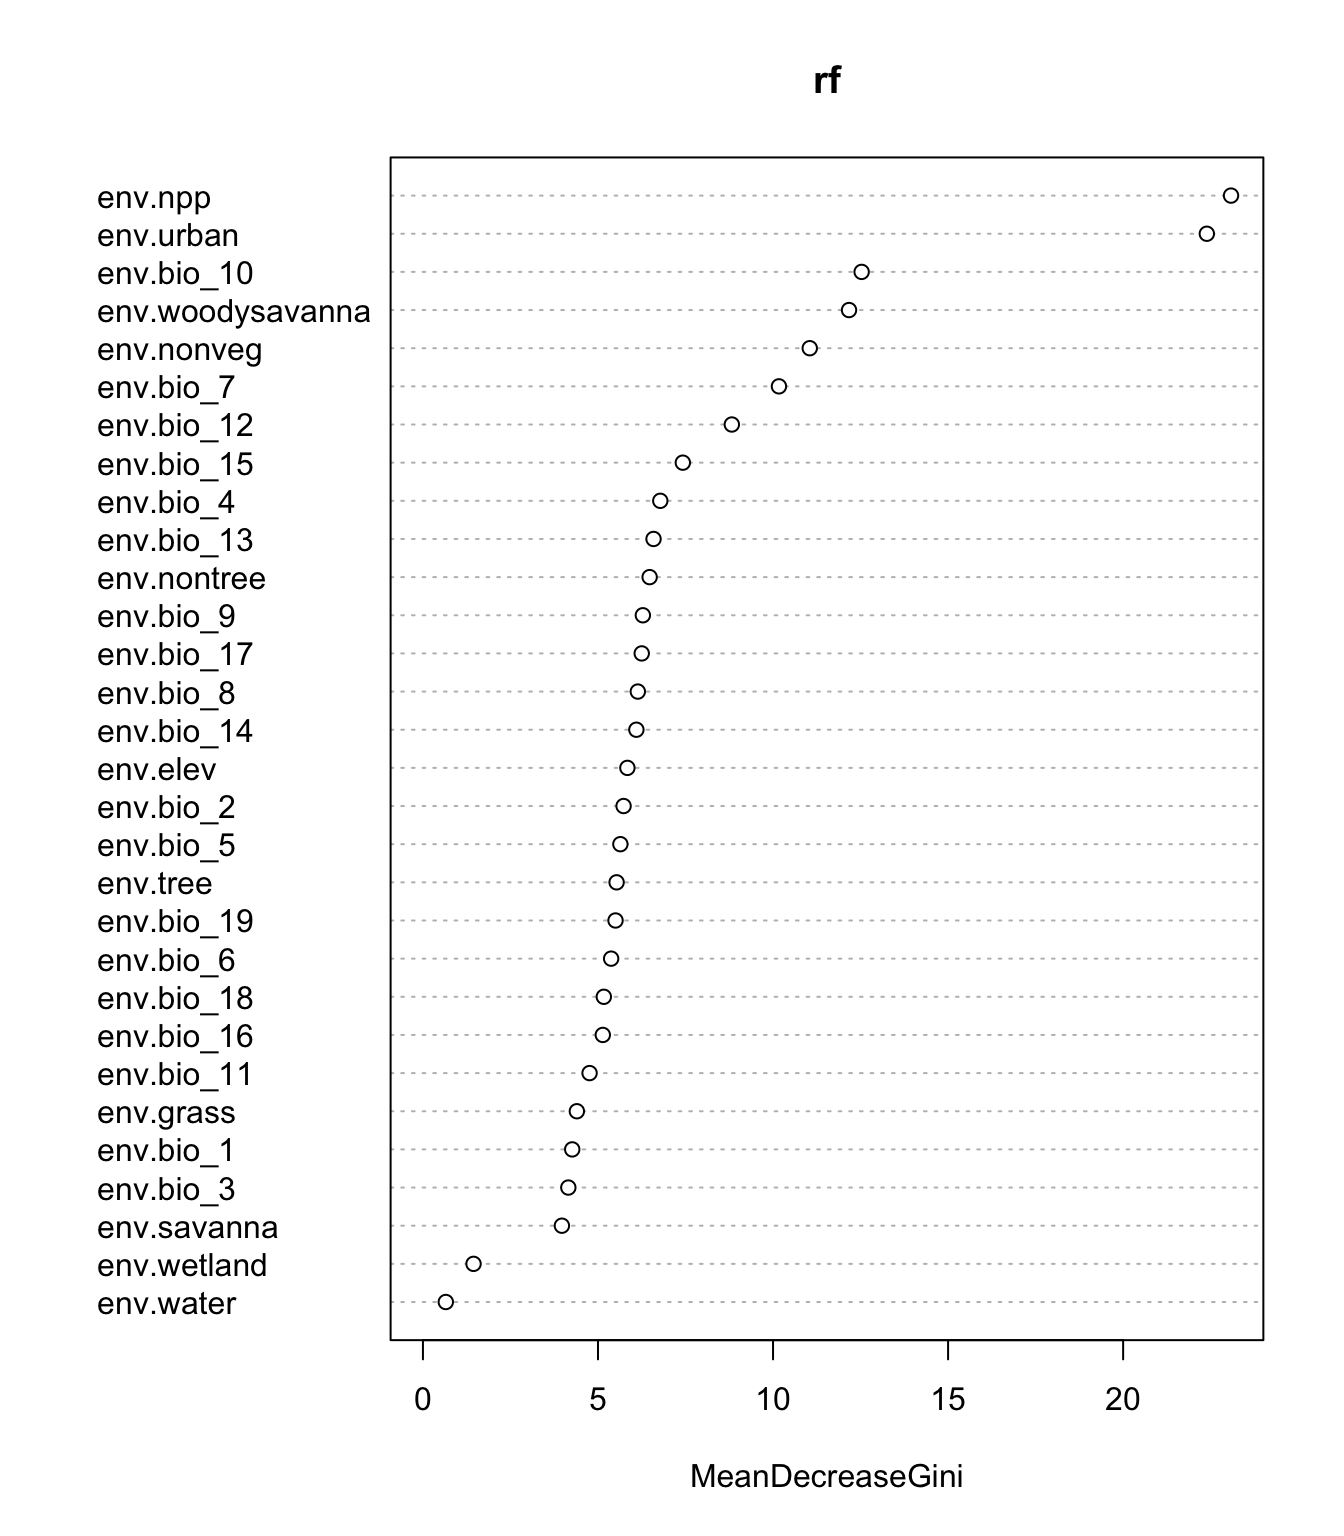 rf
env.npp
env.urban
env.bio_10
env.woodysavanna
env.nonveg
env.bio_7
env.bio_12
env.bio_15
env.bio_4
env.bio_13
env.nontree
env.bio_9
env.bio_17
env.bio_8
env.bio_14
env.elev
env.bio_2
env.bio_5
env.tree
env.bio_19
env.bio_6
env.bio_18
env.bio_16
env.bio_11
env.grass
env.bio_1
env.bio_3
env.savanna
env.wetland
env.water
0 5 10 15 20
MeanDecreaseGini